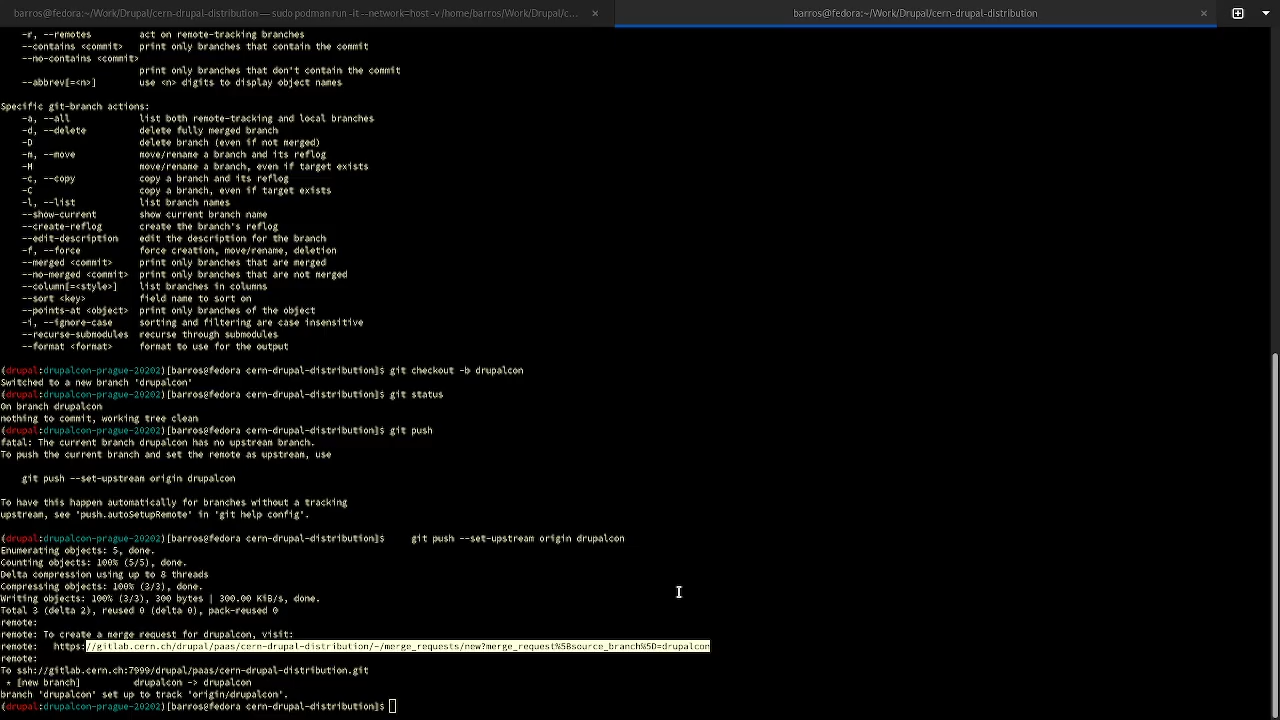 barros@fedora:~/Work/Drupal/cern-drupal-distribution — sudo podman run -it --network=host -v /home/barros/Work/Drupal/c... ×
barros@fedora:~/Work/Drupal/cern-drupal-distribution ×
-r, --remotes act on remote-tracking branches
--contains <commit> print only branches that contain the commit
--no-contains <commit>
print only branches that don't contain the commit
--abbrev[=<n>] use <n> digits to display object names
Specific git-branch actions:
-a, --all list both remote-tracking and local branches
-d, --delete delete fully merged branch
-D delete branch (even if not merged)
-m, --move move/rename a branch and its reflog
-M move/rename a branch, even if target exists
-c, --copy copy a branch and its reflog
-C copy a branch, even if target exists
-l, --list list branch names
--show-current show current branch name
--create-reflog create the branch's reflog
--edit-description edit the description for the branch
-f, --force force creation, move/rename, deletion
--merged <commit> print only branches that are merged
--no-merged <commit> print only branches that are not merged
--column[=<style>] list branches in columns
--sort <key> field name to sort on
--points-at <object> print only branches of the object
-i, --ignore-case sorting and filtering are case insensitive
--recurse-submodules recurse through submodules
--format <format> format to use for the output
(drupal:drupalcon-prague-20202)[barros@fedora cern-drupal-distribution]$ git checkout -b drupalcon
Switched to a new branch 'drupalcon'
(drupal:drupalcon-prague-20202)[barros@fedora cern-drupal-distribution]$ git status
On branch drupalcon
nothing to commit, working tree clean
(drupal:drupalcon-prague-20202)[barros@fedora cern-drupal-distribution]$ git push
fatal: The current branch drupalcon has no upstream branch.
To push the current branch and set the remote as upstream, use
git push --set-upstream origin drupalcon
To have this happen automatically for branches without a tracking
upstream, see 'push.autoSetupRemote' in 'git help config'.
(drupal:drupalcon-prague-20202)[barros@fedora cern-drupal-distribution]$ git push --set-upstream origin drupalcon
Enumerating objects: 5, done.
Counting objects: 100% (5/5), done.
Delta compression using up to 8 threads
Compressing objects: 100% (3/3), done.
Writing objects: 100% (3/3), 300 bytes | 300.00 KiB/s, done.
Total 3 (delta 2), reused 0 (delta 0), pack-reused 0
remote:
remote: To create a merge request for drupalcon, visit:
remote: https://gitlab.cern.ch/drupal/paas/cern-drupal-distribution/-/merge_requests/new?merge_request%5Bsource_branch%5D=drupalcon
remote:
To ssh://gitlab.cern.ch:7999/drupal/paas/cern-drupal-distribution.git
* [new branch] drupalcon -> drupalcon
branch 'drupalcon' set up to track 'origin/drupalcon'.
(drupal:drupalcon-prague-20202)[barros@fedora cern-drupal-distribution]$